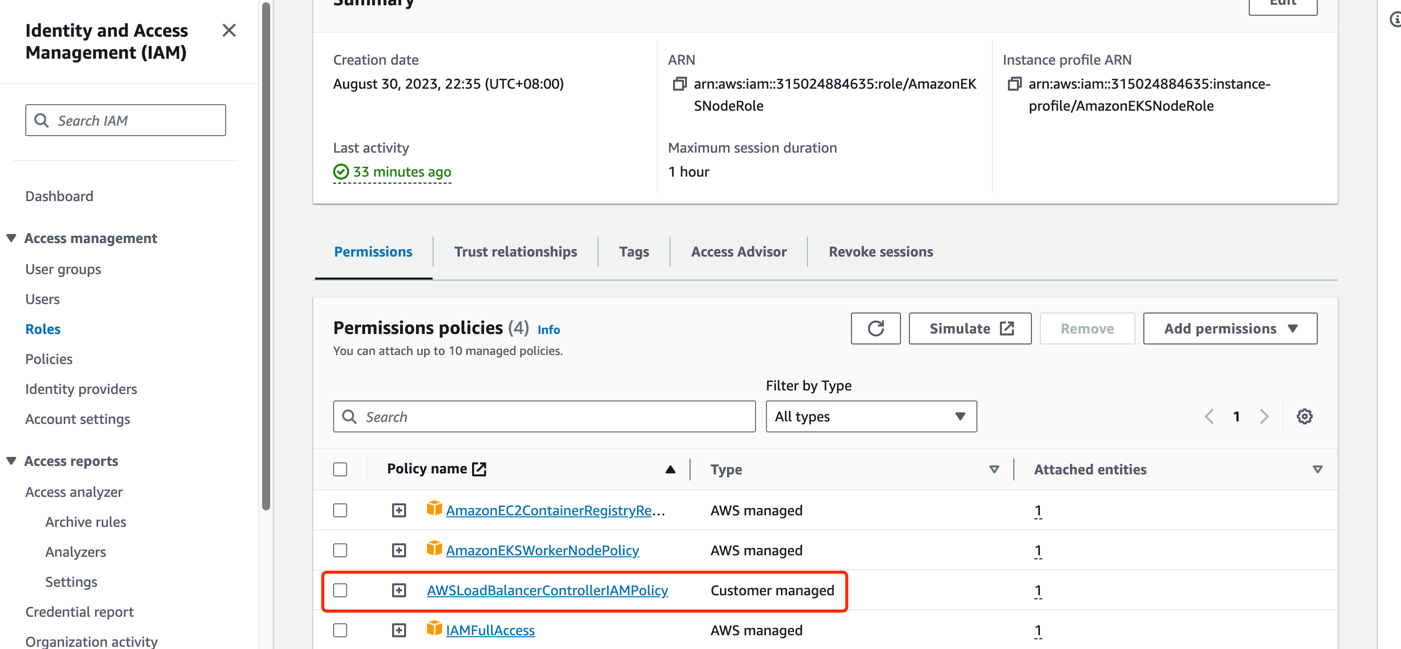 Identity and Access
Management (IAM)
Search IAM
Dashboard
Access management
User groups
Users
Roles
Policies
Identity providers
Account settings
Access reports
Access analyzer
Archive rules
Analyzers
Settings
Credential report
Organization activity
Summary
Edit
Creation date
August 30, 2023, 22:35 (UTC+08:00)
ARN
arn:aws:iam::315024884635:role/AmazonEK
SNodeRole
Instance profile ARN
arn:aws:iam::315024884635:instance-
profile/AmazonEKSNodeRole
Last activity
33 minutes ago
Maximum session duration
1 hour
Permissions
Trust relationships
Tags
Access Advisor
Revoke sessions
Permissions policies (4) Info
You can attach up to 10 managed policies.
Simulate
Remove
Add permissions
Filter by Type
Search
All types
1
Policy name
Type
Attached entities
AmazonEC2ContainerRegistryRe... AWS managed 1
AmazonEKSWorkerNodePolicy AWS managed 1
AWSLoadBalancerControllerIAMPolicy Customer managed 1
IAMFullAccess AWS managed 1